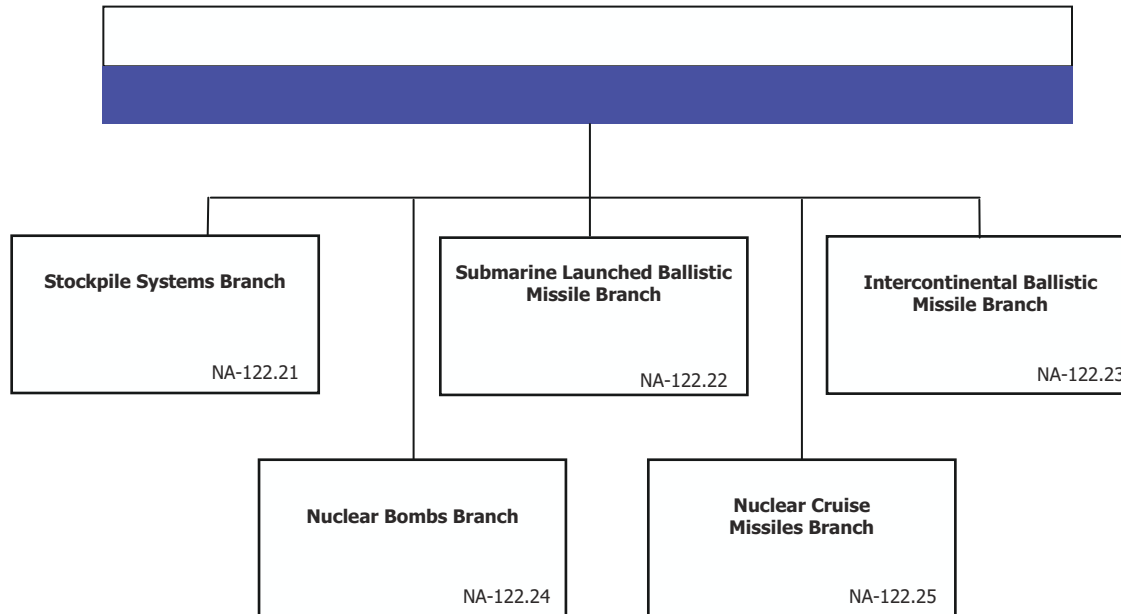 Stockpile Systems Branch
NA-122.21
Submarine Launched Ballistic
Missile Branch
NA-122.22
Intercontinental Ballistic
Missile Branch
NA-122.23
Nuclear Bombs Branch
NA-122.24
Nuclear Cruise
Missiles Branch
NA-122.25